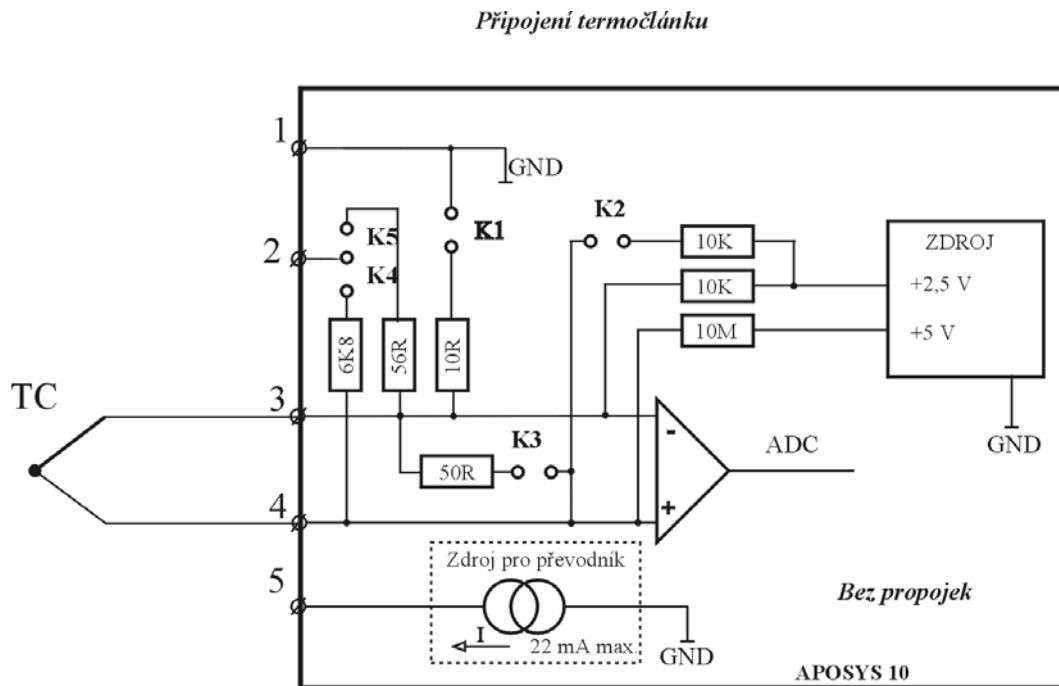 Připojení termočlánku
1
GND
K1
K2
K5
2
K4
10K
10K
10M
ZDROJ
+2,5 V
+5 V
GND
6K8
56R
10R
TC
3
K3
50R
-
+
ADC
4
Zdroj pro převodník
5
I
22 mA max.
GND
Bez propojek
APOSYS 10